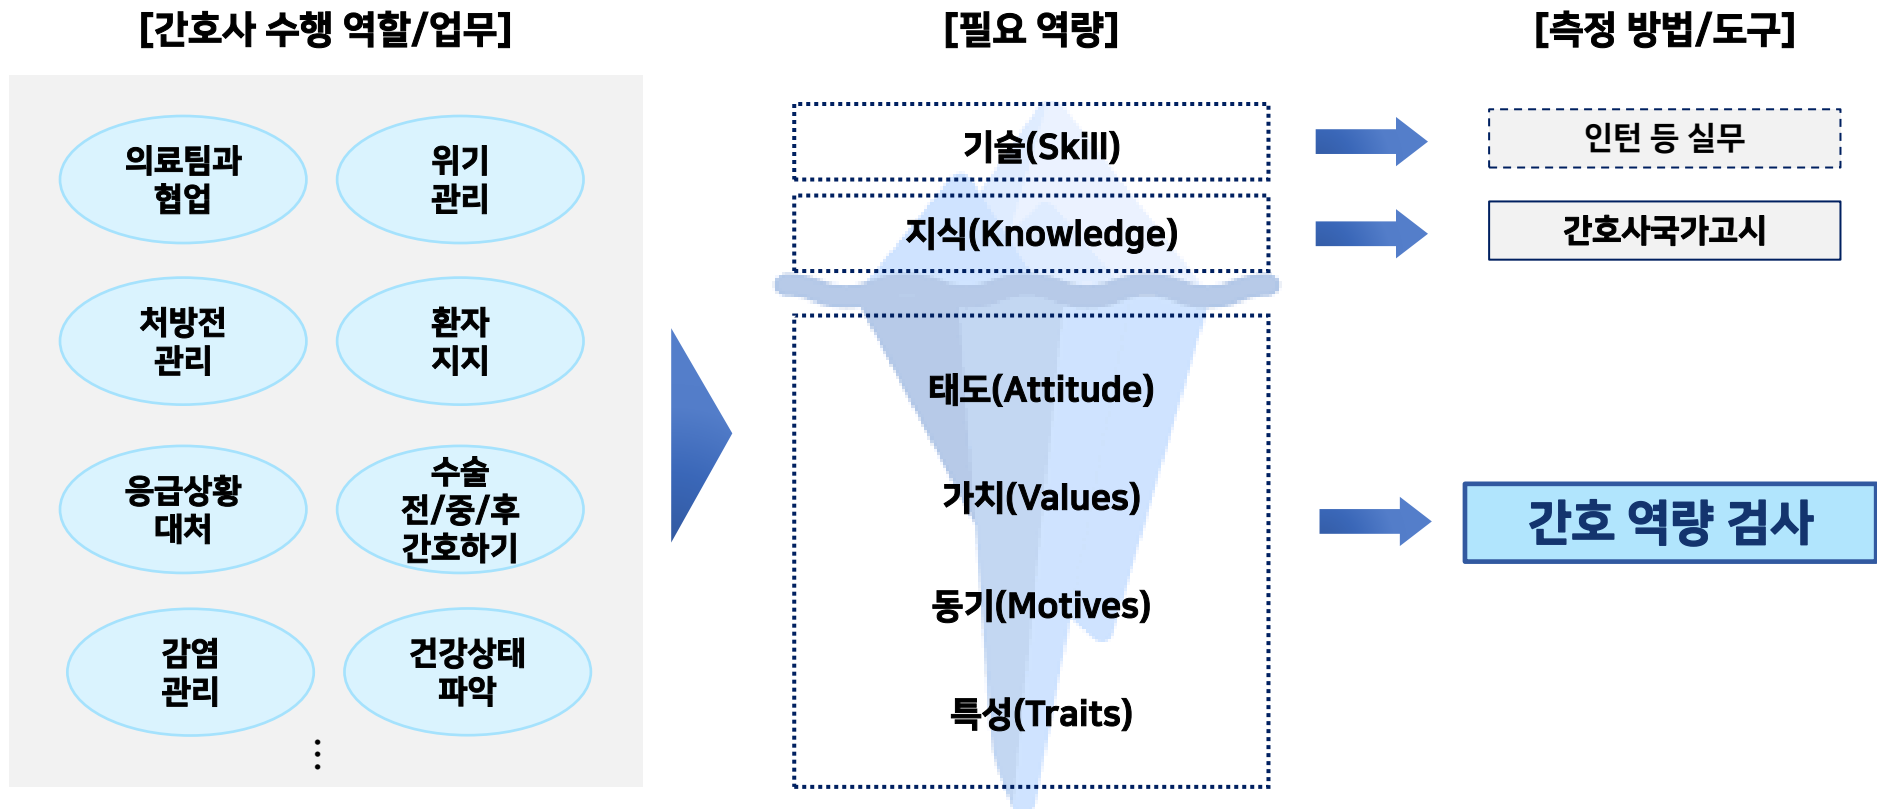 [간호사 수행 역할/업무]
[필요 역량]
[측정 방법/도구]
의료팀과
협업
위기
관리
처방전
관리
환자
지지
응급상황
대처
수술
전/중/후
간호하기
감염
관리
건강상태
파악
⋮
기술(Skill)
지식(Knowledge)
태도(Attitude)
가치(Values)
동기(Motives)
특성(Traits)
인턴 등 실무
간호사국가고시
간호 역량 검사